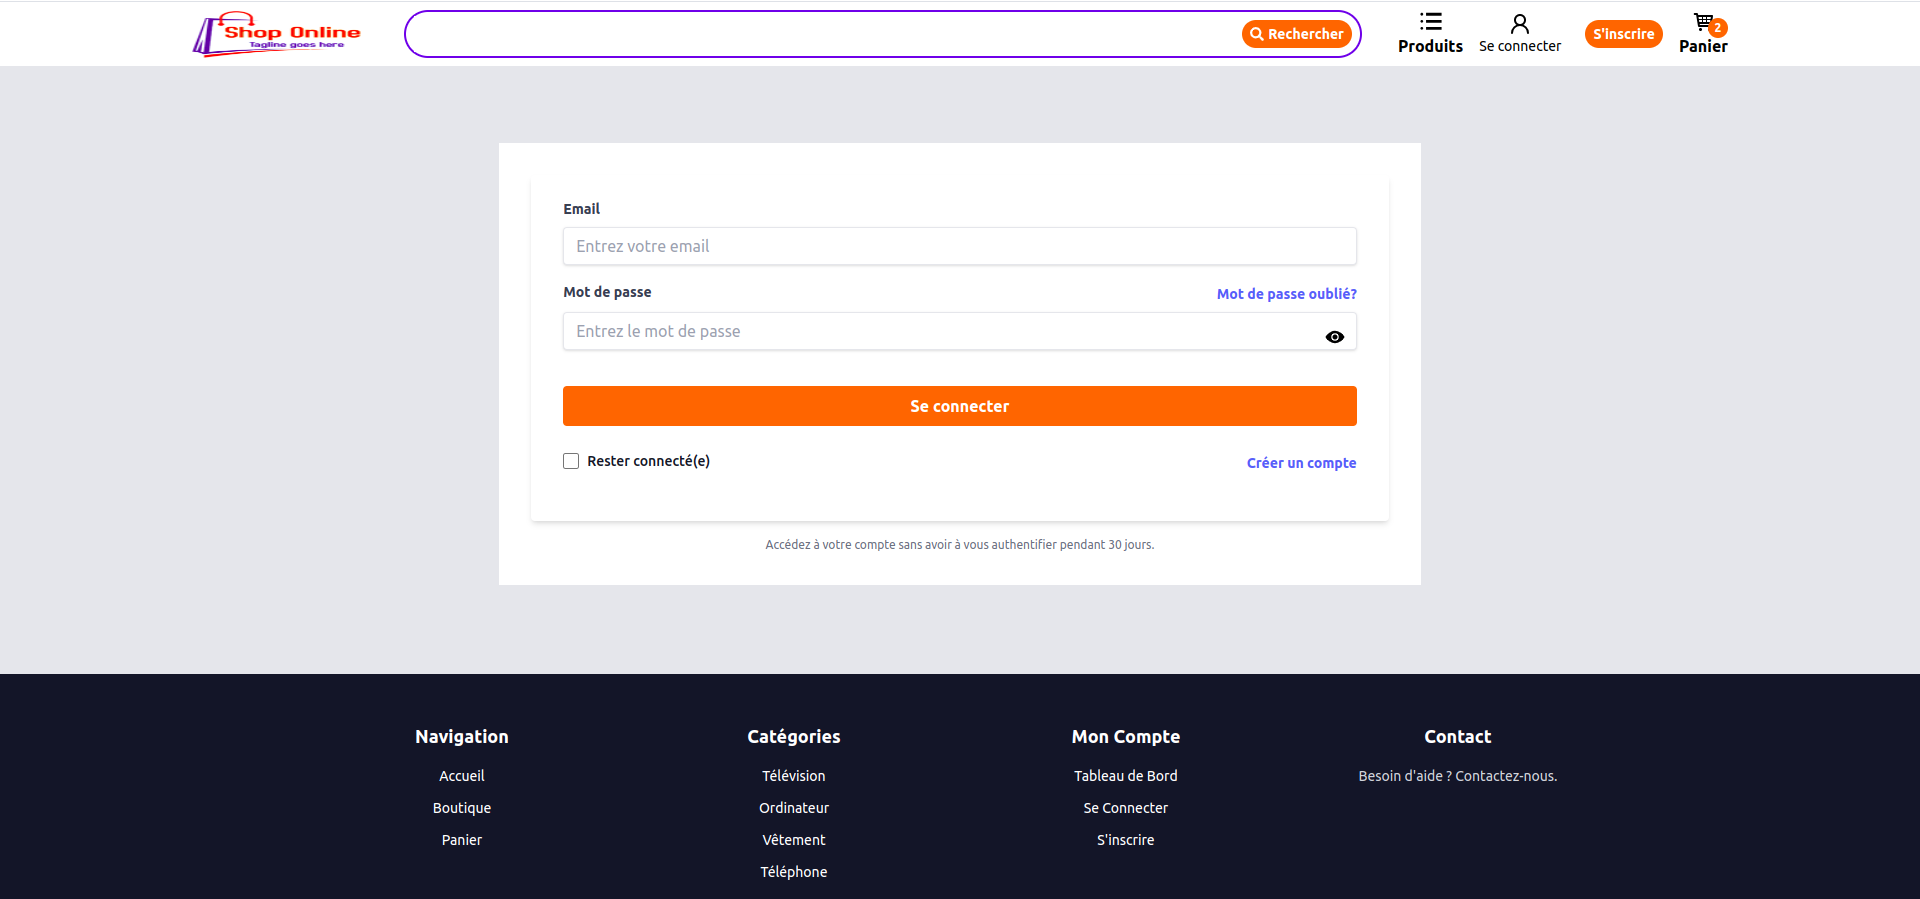 Shop Online
Tagline goes here
Rechercher
Produits
Se connecter
S'inscrire
2
Panier
Email
Entrez votre email
Mot de passe
Mot de passe oublié?
Entrez le mot de passe
Se connecter
Rester connecté(e)
Créer un compte
Accédez à votre compte sans avoir à vous authentifier pendant 30 jours.
Navigation
Accueil
Boutique
Panier
Catégories
Télévision
Ordinateur
Vêtement
Téléphone
Mon Compte
Tableau de Bord
Se Connecter
S'inscrire
Contact
Besoin d'aide ? Contactez-nous.